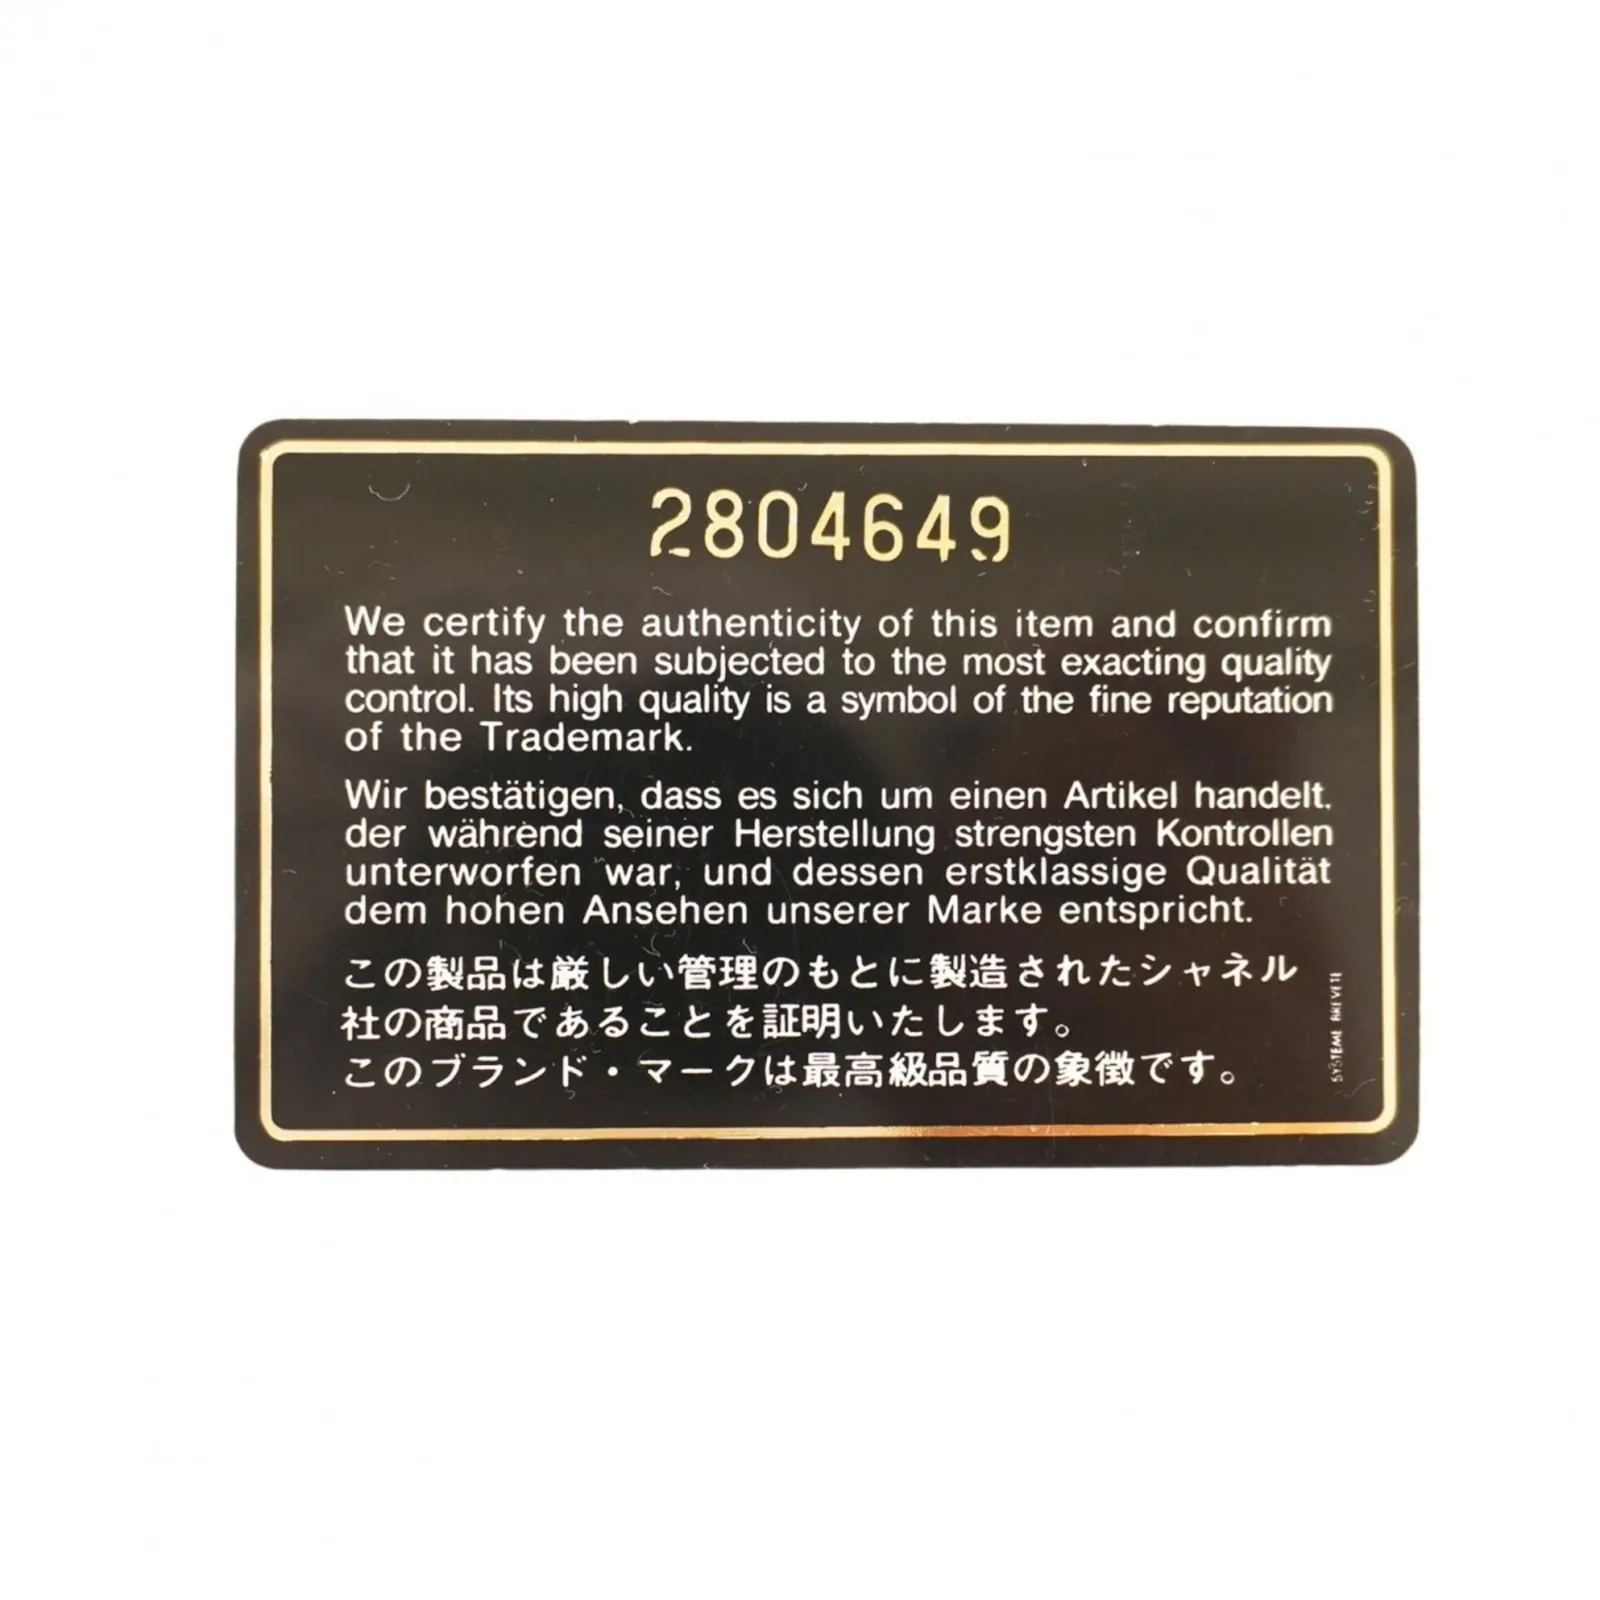 2804649
We certify the authenticity of this item and confirm
that it has been subjected to the most exacting quality
control. Its high quality is a symbol of the fine reputation
of the Trademark.
Wir bestätigen, dass es sich um einen Artikel handelt.
der während seiner Herstellung strengsten Kontrollen
unterworfen war, und dessen erstklassige Qualität
dem hohen Ansehen unserer Marke entspricht.
この製品は厳しい管理のもとに製造されたシャネル
社の商品であることを証明いたします。
このブランド・マークは最高級品質の象徴です。
SYSTEME BREVETE